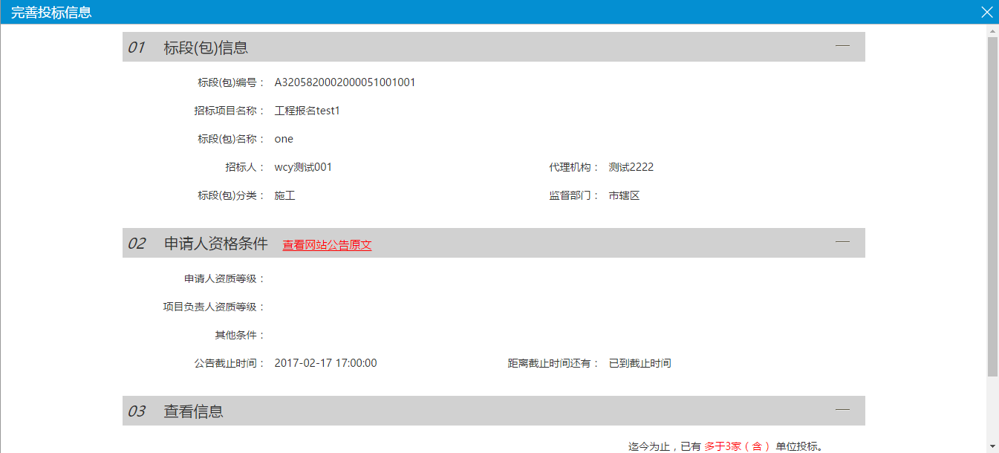 完善投标信息
01 标段(包)信息
标段(包)编号： A3205820002000051001001
招标项目名称： 工程报名test1
标段(包)名称： one
招标人： wcy测试001 代理机构： 测试2222
标段(包)分类： 施工 监督部门： 市辖区
02 申请人资格条件 查看网站公告原文
申请人资质等级：
项目负责人资质等级：
其他条件：
公告截止时间： 2017-02-17 17:00:00 距离截止时间还有： 已到截止时间
03 查看信息
迄今为止，已有 多于3家（含） 单位投标。